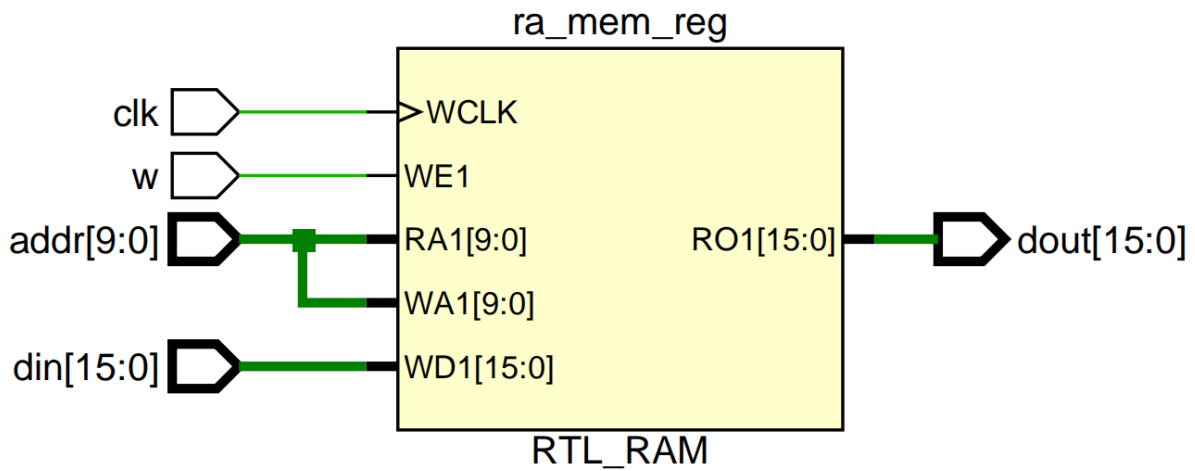 ra_mem_reg
clk
WCLK
w
WE1
addr[9:0]
RA1[9:0]
RO1[15:0]
dout[15:0]
WA1[9:0]
din[15:0]
WD1[15:0]
RTL_RAM